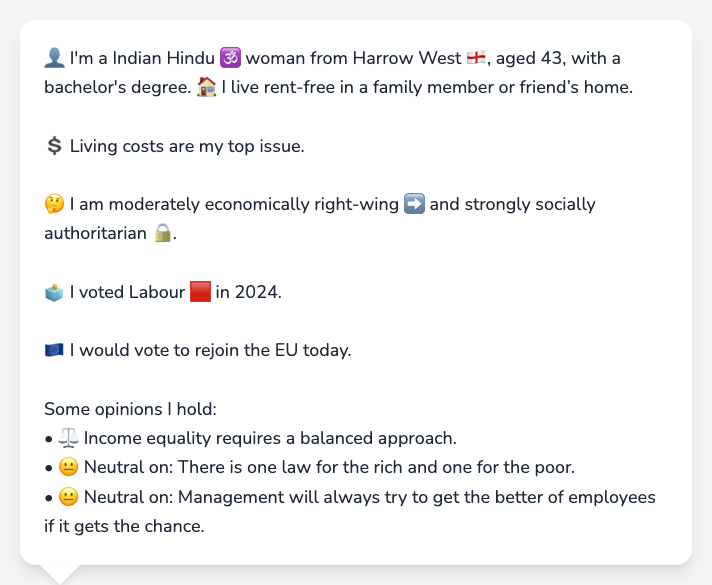 👤 I'm a Indian Hindu 🕉️ woman from Harrow West 🏴󠁧󠁢󠁥󠁮󠁧󠁿, aged 43, with a
bachelor's degree. 🏠 I live rent-free in a family member or friend’s home.
💲 Living costs are my top issue.
🤔 I am moderately economically right-wing ➡️ and strongly socially
authoritarian 🔒.
🗳️ I voted Labour 🟥 in 2024.
🇪🇺 I would vote to rejoin the EU today.
Some opinions I hold:
• ⚖️ Income equality requires a balanced approach.
• 😐 Neutral on: There is one law for the rich and one for the poor.
• 😐 Neutral on: Management will always try to get the better of employees
if it gets the chance.